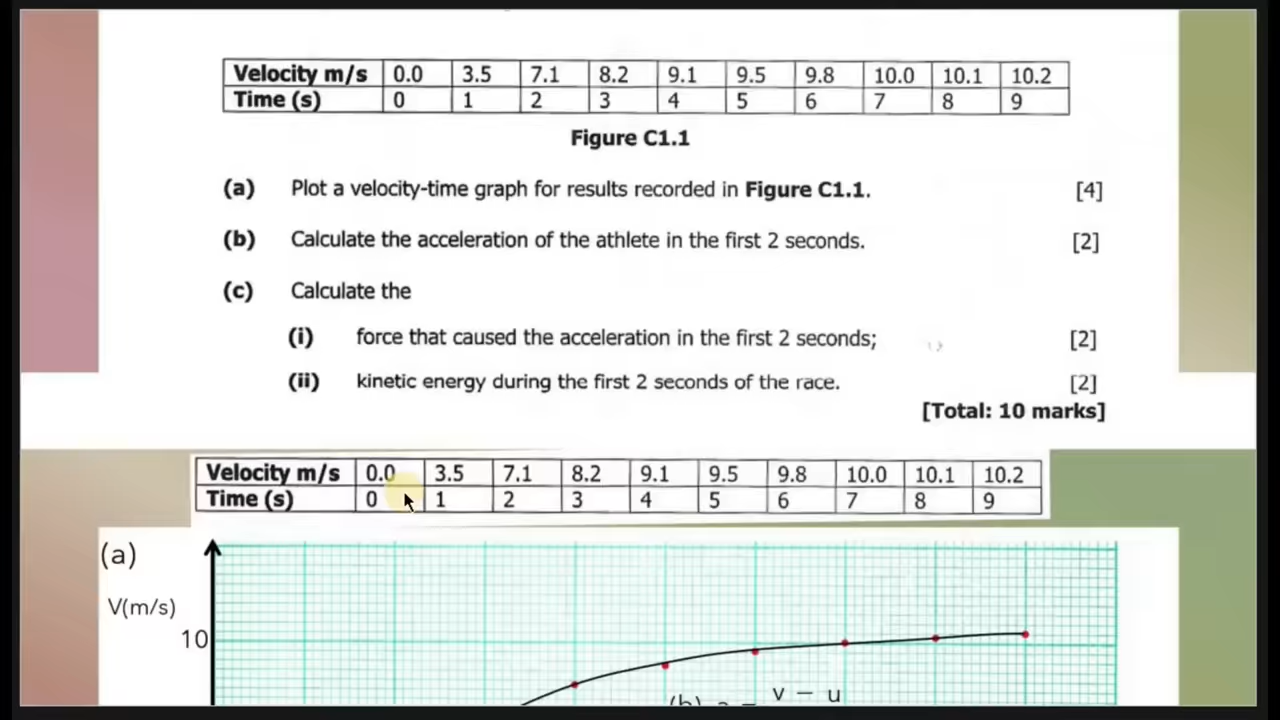 Velocity m/s 0.0 3.5 7.1 8.2 9.1 9.5 9.8 10.0 10.1 10.2
Time (s) 0 1 2 3 4 5 6 7 8 9
Figure C1.1
(a) Plot a velocity-time graph for results recorded in Figure C1.1. [4]
(b) Calculate the acceleration of the athlete in the first 2 seconds. [2]
(c) Calculate the
(i) force that caused the acceleration in the first 2 seconds; [2]
(ii) kinetic energy during the first 2 seconds of the race. [2]
[Total: 10 marks]
Velocity m/s 0.0 3.5 7.1 8.2 9.1 9.5 9.8 10.0 10.1 10.2
Time (s) 0 1 2 3 4 5 6 7 8 9
(a)
V(m/s)
10
v − u
(b) a =